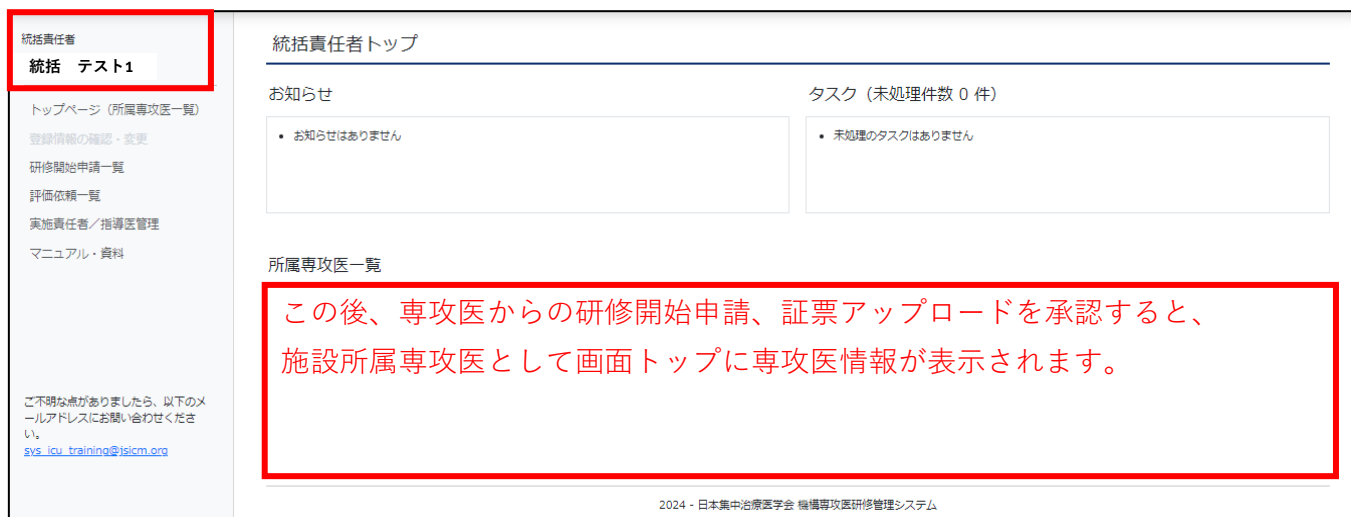 統括責任者
統括　テスト1
トップページ（所属専攻医一覧）
登録情報の確認・変更
研修開始申請一覧
評価依頼一覧
実施責任者／指導医管理
マニュアル・資料
ご不明な点がありましたら、以下のメ
ールアドレスにお問い合わせくださ
い。
sys_icu_training@jsicm.org
統括責任者トップ
お知らせ
• お知らせはありません
タスク（未処理件数 0 件）
• 未処理のタスクはありません
所属専攻医一覧
この後、専攻医からの研修開始申請、証票アップロードを承認すると、
施設所属専攻医として画面トップに専攻医情報が表示されます。
2024 - 日本集中治療医学会 機構専攻医研修管理システム